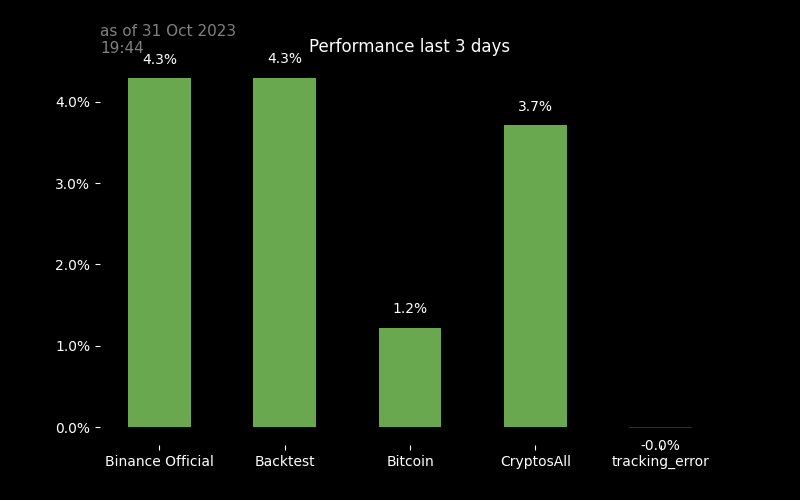 as of 31 Oct 2023
19:44
Performance last 3 days
4.3%
4.3%
1.2%
3.7%
-0.0%
4.0%
3.0%
2.0%
1.0%
0.0%
Binance Official
Backtest
Bitcoin
CryptosAll
tracking_error